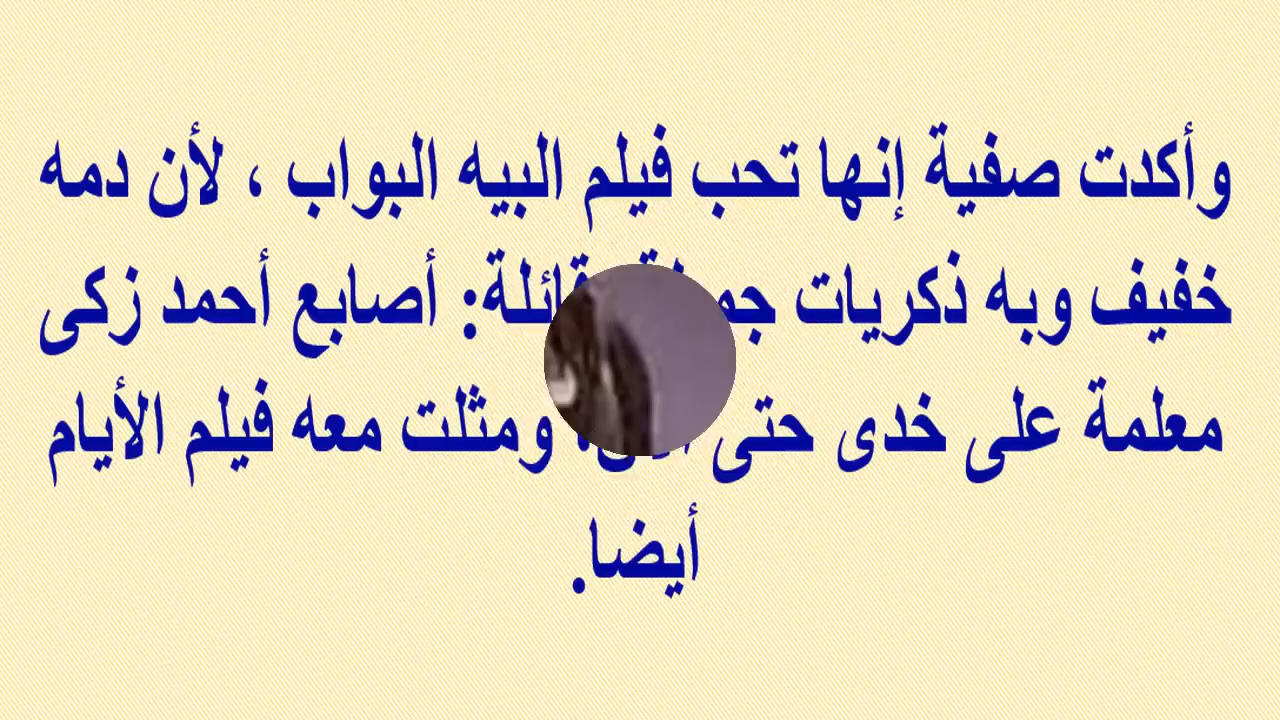 وأكدت صفية إنها تحب فيلم البيه البواب ، لأن دمه
خفيف وبه ذكريات قائلة: أصابع أحمد زكى
معلمة على خدى حتى ومثلت معه فيلم الأيام
أيضا.